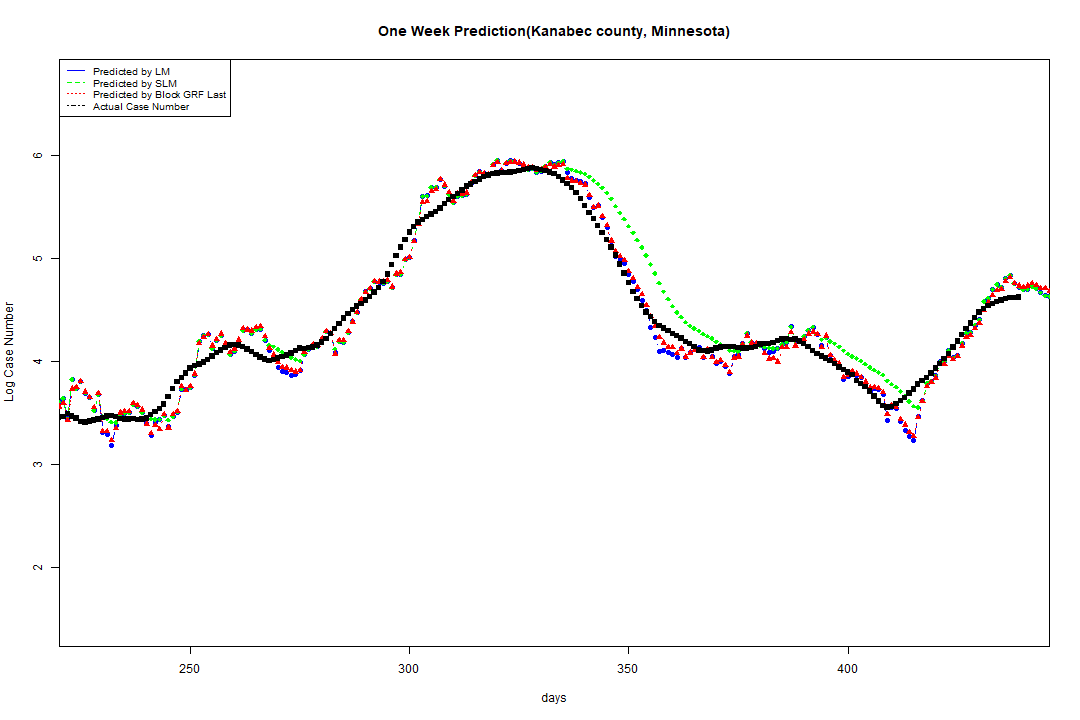 One Week Prediction(Kanabec county, Minnesota)
Predicted by LM
Predicted by SLM
Predicted by Block GRF Last
Actual Case Number
6
5
4
3
2
Log Case Number
250 300 350 400
days